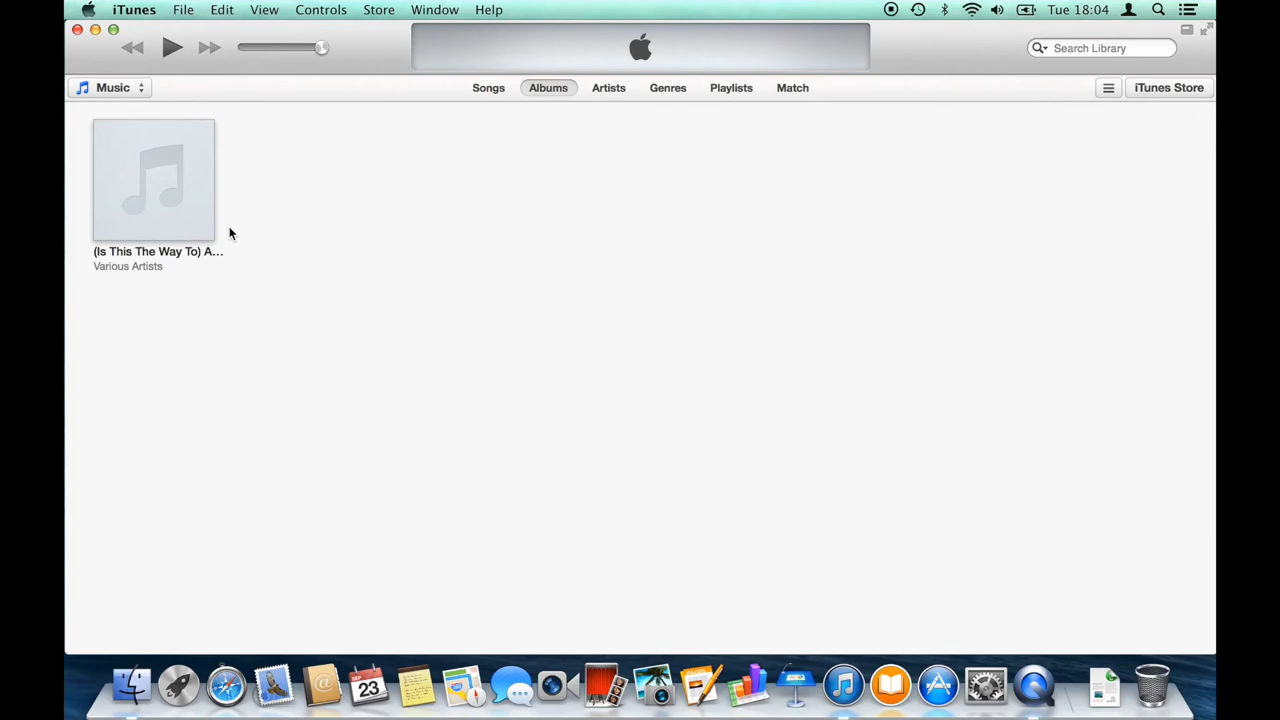 iTunes File Edit View Controls Store Window Help Tue 18:04
Search Library
Music Songs Albums Artists Genres Playlists Match iTunes Store
(Is This The Way To) A...
Various Artists
SEP
23